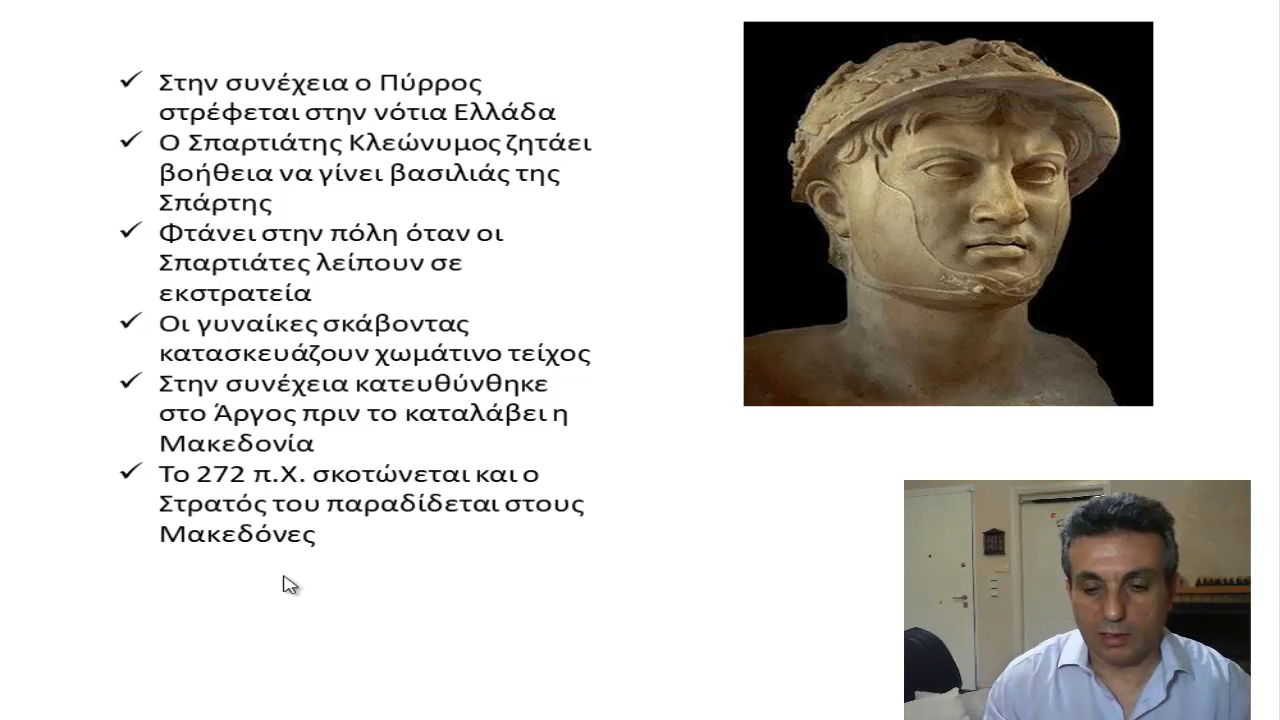 Στην συνέχεια ο Πύρρος
στρέφεται στην νότια Ελλάδα
Ο Σπαρτιάτης Κλεώνυμος ζητάει
βοήθεια να γίνει βασιλιάς της
Σπάρτης
Φτάνει στην πόλη όταν οι
Σπαρτιάτες λείπουν σε
εκστρατεία
Οι γυναίκες σκάβοντας
κατασκευάζουν χωμάτινο τείχος
Στην συνέχεια κατευθύνθηκε
στο Άργος πριν το καταλάβει η
Μακεδονία
Το 272 π.Χ. σκοτώνεται και ο
Στρατός του παραδίδεται στους
Μακεδόνες